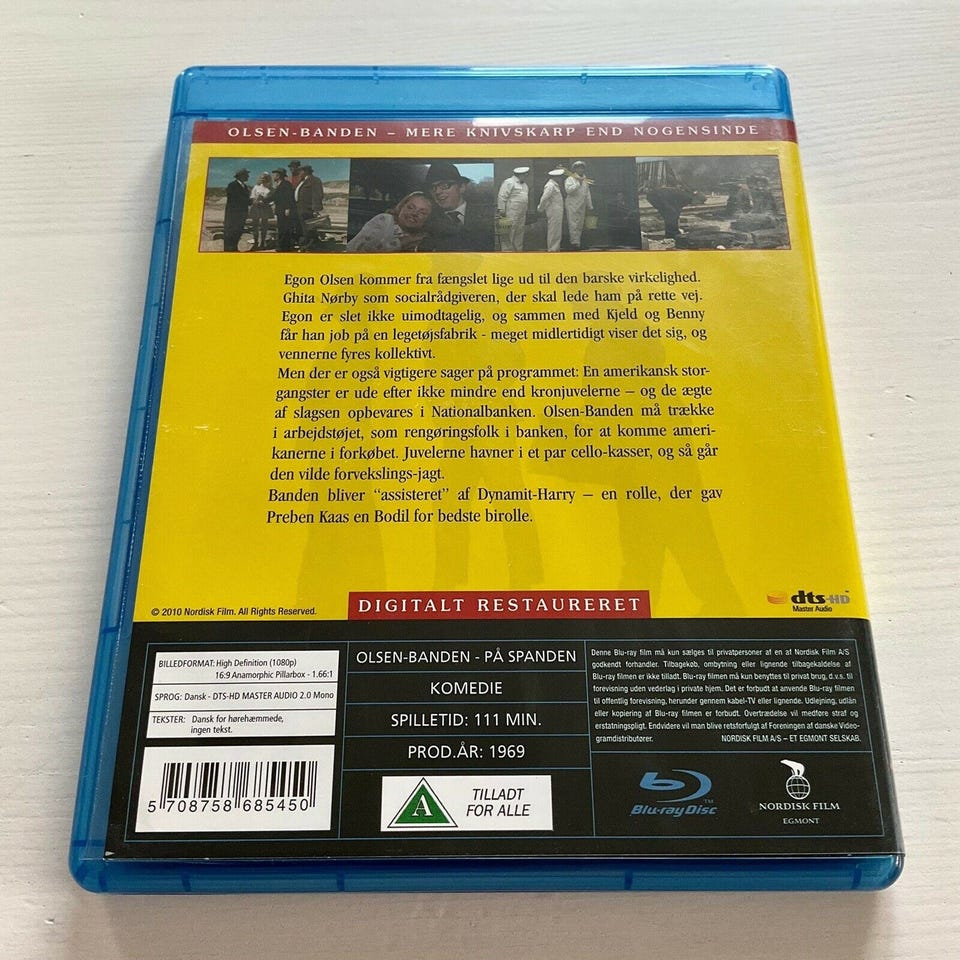 OLSEN-BANDEN – MERE KNIVSKARP END NOGENSINDE
Egon Olsen kommer fra fængslet lige ud til den barske virkelighed.
Ghita Nørby som socialrådgiveren, der skal lede ham på rette vej.
Egon er slet ikke uimodtagelig, og sammen med Kjeld og Benny
får han job på en legetøjsfabrik - meget midlertidigt viser det sig, og
vennerne fyres kollektivt.
Men der er også vigtigere sager på programmet: En amerikansk stor-
gangster er ude efter ikke mindre end kronjuvelerne – og de ægte
af slagsen opbevares i Nationalbanken. Olsen-Banden må trække
i arbejdstøjet, som rengøringsfolk i banken, for at komme ameri-
kanerne i forkøbet. Juvelerne havner i et par cello-kasser, og så går
den vilde forvekslings-jagt.
Banden bliver "assisteret" af Dynamit-Harry – en rolle, der gav
Preben Kaas en Bodil for bedste birolle.
© 2010 Nordisk Film. All Rights Reserved.
DIGITALT RESTAURERET
dts-HD
Master Audio
BILLEDFORMAT: High Definition (1080p)
16:9 Anamorphic Pillarbox - 1.66:1
SPROG: Dansk - DTS-HD MASTER AUDIO 2.0 Mono
TEKSTER: Dansk for hørehæmmede,
ingen tekst.
5 708758 685450
OLSEN-BANDEN - PÅ SPANDEN
KOMEDIE
SPILLETID: 111 MIN.
PROD.ÅR: 1969
A
TILLADT
FOR ALLE
Denne Blu-ray film må kun sælges til privatpersoner af en af Nordisk Film A/S
godkendt forhandler. Tilbagekøb, ombytning eller lignende tilbagekaldelse af
Blu-ray filmen er ikke tilladt. Blu-ray filmen må kun benyttes til privat brug, d.v.s. til
forevisning uden vederlag i private hjem. Det er forbudt at anvende Blu-ray filmen
til offentlig forevisning, herunder gennem kabel-TV eller lignende. Udlejning, udlån
eller kopiering af Blu-ray filmen er forbudt. Overtrædelse vil medføre straf og
erstatningspligt. Endvidere vil man blive retsforfulgt af Foreningen af danske Video-
gramdistributører. NORDISK FILM A/S – ET EGMONT SELSKAB.
Blu-ray Disc™
NORDISK FILM
EGMONT